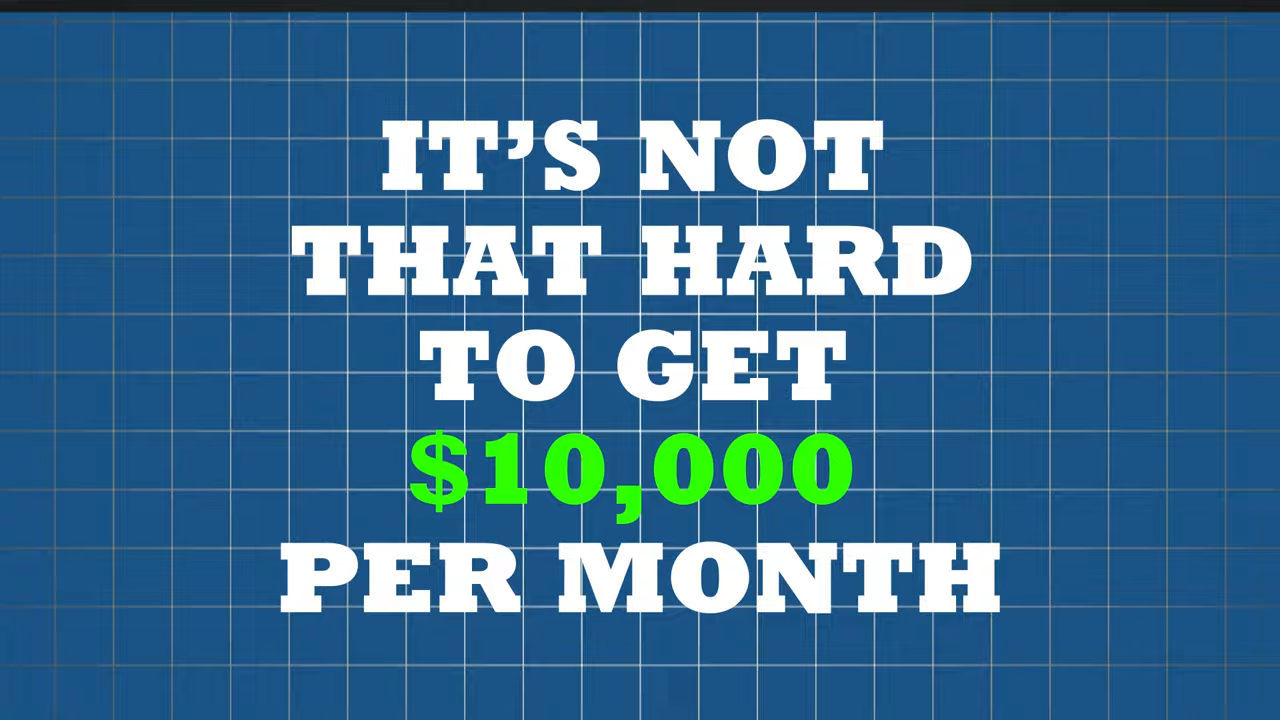 IT’S NOT
THAT HARD
TO GET
$10,000
PER MONTH